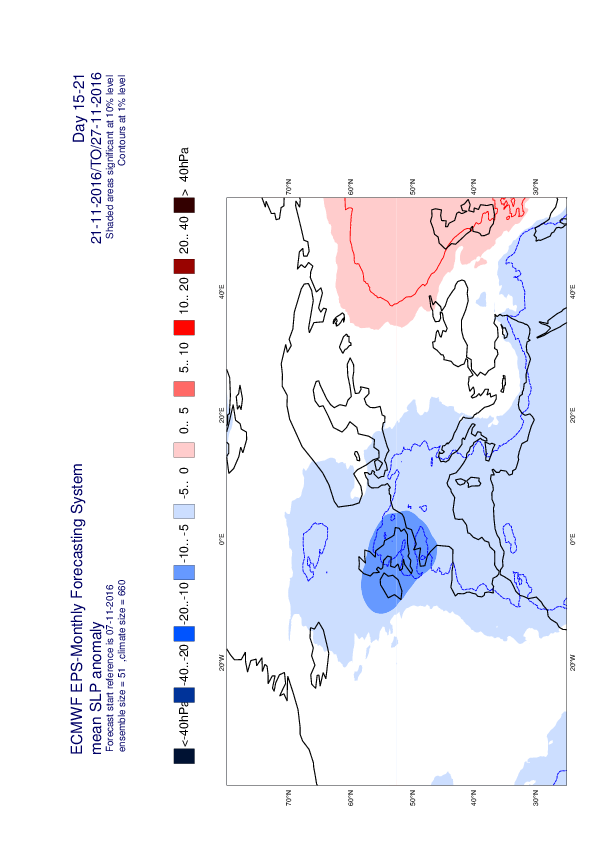 ECMWF EPS-Monthly Forecasting System
mean SLP anomaly
Forecast start reference is 07-11-2016
ensemble size = 51 ,climate size = 660
Day 15-21
21-11-2016/TO/27-11-2016
Shaded areas significant at 10% level
Contours at 1% level
<-40hPa -40..-20 -20..-10 -10.. -5 -5.. 0 0.. 5 5.. 10 10.. 20 20.. 40 > 40hPa
70°N 60°N 50°N 40°N 30°N
20°W 0°E 20°E 40°E
20°W 0°E 20°E 40°E
70°N 60°N 50°N 40°N 30°N